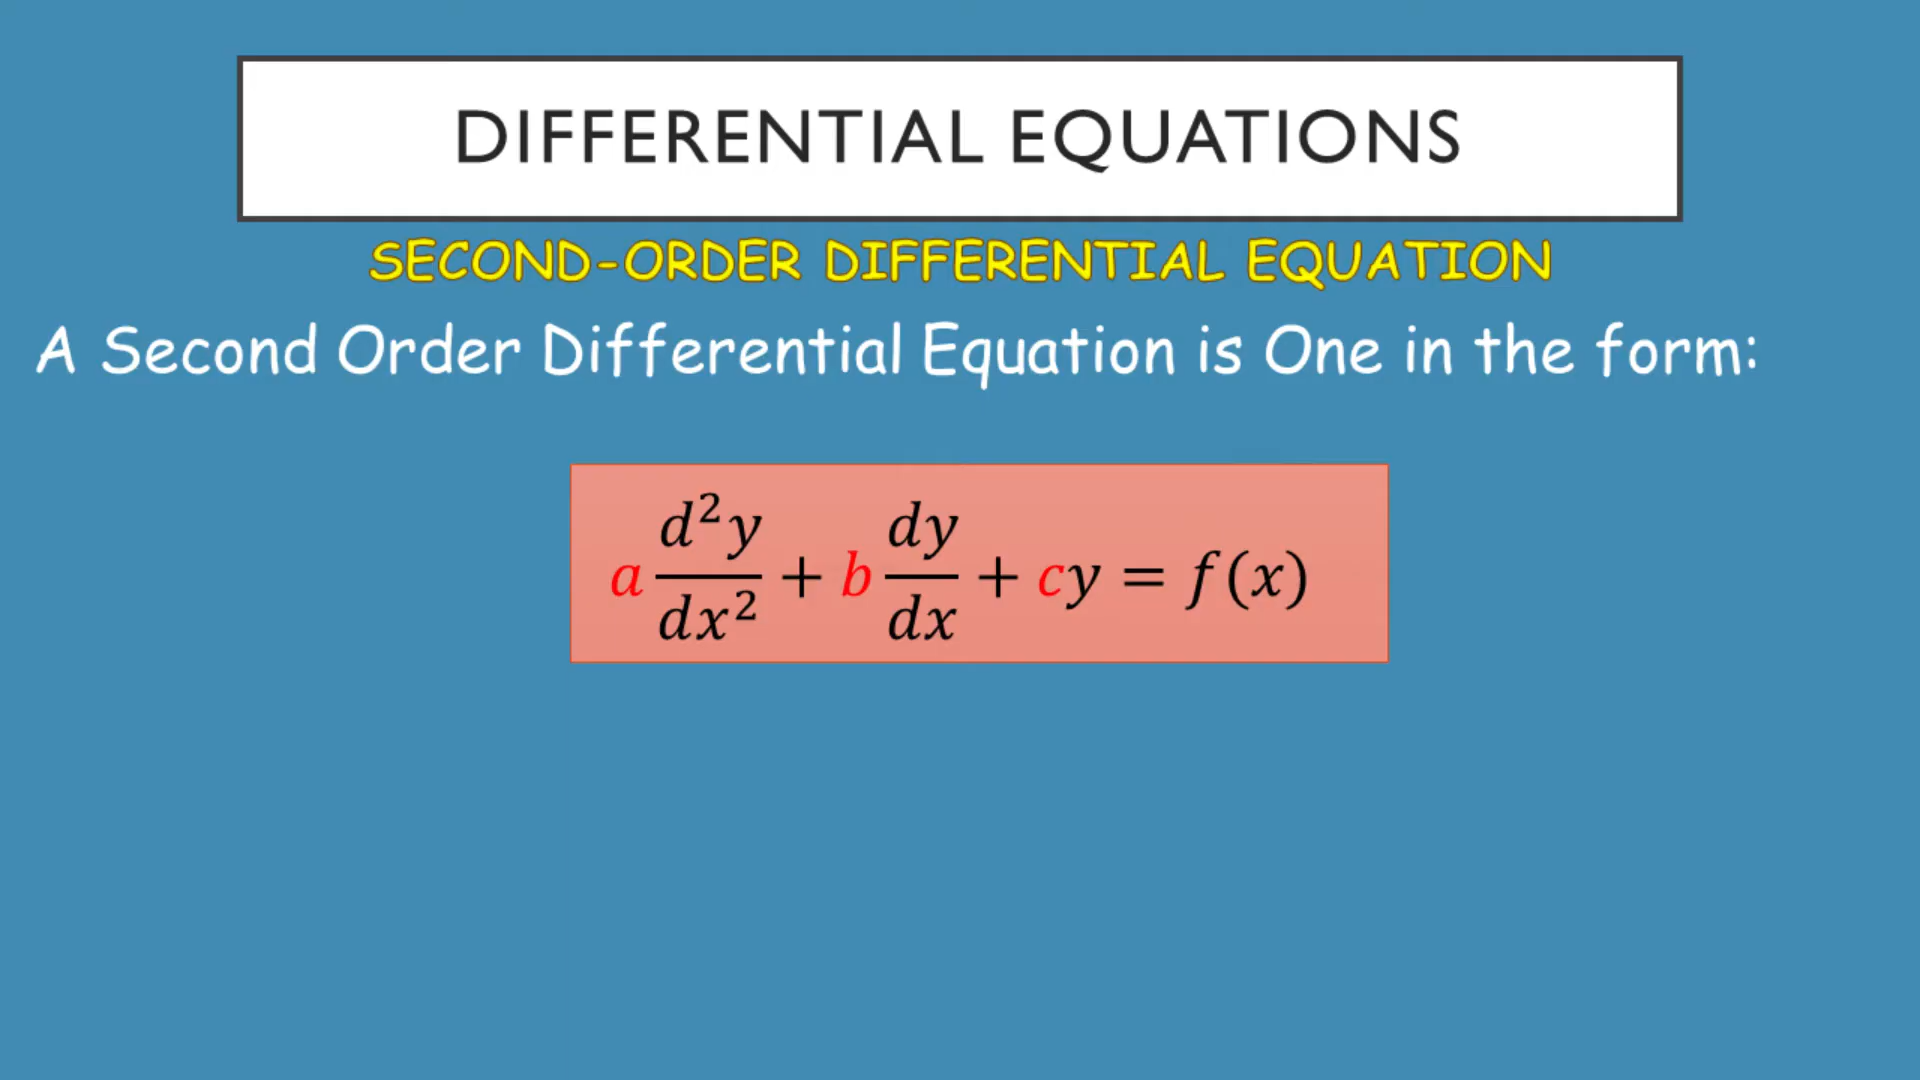 DIFFERENTIAL EQUATIONS
SECOND-ORDER DIFFERENTIAL EQUATION
A Second Order Differential Equation is One in the form:
a d²y/dx² + b dy/dx + cy = f(x)